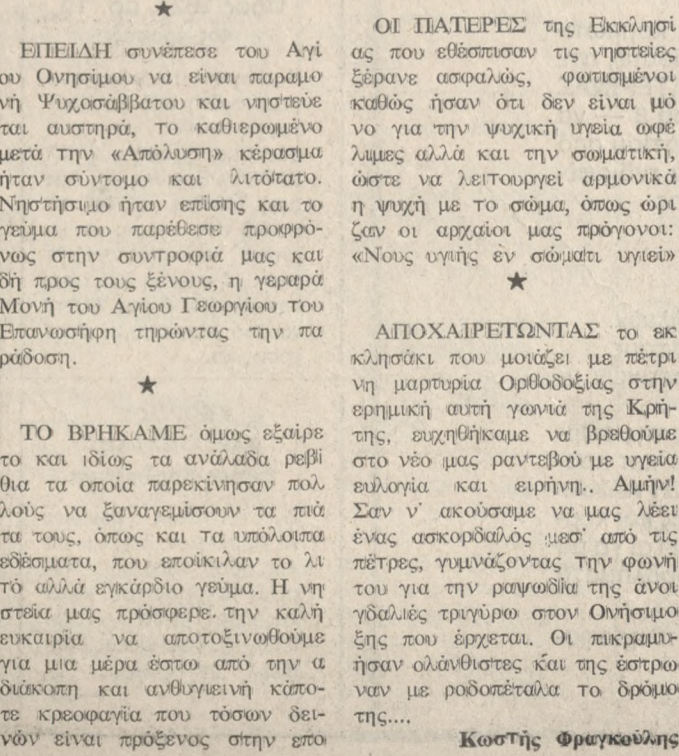 ★
ΕΠΕΙΔΗ συνέπεσε του Αγί
ου Ονησίμου να είναι παραμο
νή Ψυχοσάββατου και νηστεύε
ται αυστηρά, το καθιερωμένο
μετά την «Απόλυση» κέρασμα
ήταν σύντομο και λιτότατο.
Νηστήσιμο ήταν επίσης και το
γεύμα που παρέθεσε προφρό-
νως στην συντροφιά μας και
δή προς τους ξένους, η γεραρά
Μονή του Αγίου Γεωργίου του
Επανωσήφη τηρώντας την πα
ράδοση.
★
ΤΟ ΒΡΗΚΑΜΕ όμως εξαίρε
το και ιδίως τα ανάλαδα ρεβί
θια τα οποία παρεκίνησαν πολ
λούς να ξαναγεμίσουν τα πιά
τα τους, όπως και τα υπόλοιπα
εδέσματα, που εποίκιλαν το λι
τό αλλά εγκάρδιο γεύμα. Η νη
στεία μας πρόσφερε. την καλή
ευκαιρία να αποτοξινωθούμε
για μια μέρα έστω από την α
διάκοπη και ανθυγιεινή κάπο-
τε κρεοφαγία που τόσων δει-
νών είναι πρόξενος στην επο
ΟΙ ΠΑΤΕΡΕΣ της Εκκλησί
ας που εθέσπισαν τις νηστείες
ξέρανε ασφαλώς, φωτισμένοι
καθώς ήσαν ότι δεν είναι μό
νο για την ψυχική υγεία ωφέ
λιμες αλλά και την σωματική,
ώστε να λειτουργεί αρμονικά
η ψυχή με το σώμα, όπως ώρι
ζαν οι αρχαίοι μας πρόγονοι:
«Νους υγιής εν σώματι υγιεί»
★
ΑΠΟΧΑΙΡΕΤΩΝΤΑΣ το εκ
κλησάκι που μοιάζει με πέτρι
νη μαρτυρία Ορθοδοξίας στην
ερημική αυτή γωνιά της Κρή-
της, ευχηθήκαμε να βρεθούμε
στο νέο μας ραντεβού με υγεία
ευλογία και ειρήνη.. Αμήν!
Σαν ν' ακούσαμε να μας λέει
ένας ασκορδαλός μεσ' από τις
πέτρες, γυμνάζοντας την φωνή
του για την ραψωδία της άνοι
γδαλιές τριγύρω στον Ονήσιμο
ξης που έρχεται. Οι πικραμυ-
ήσαν ολάνθιστες και της έστρω
ναν με ροδοπέταλα το δρόμο
της....
Κωστής Φραγκούλης